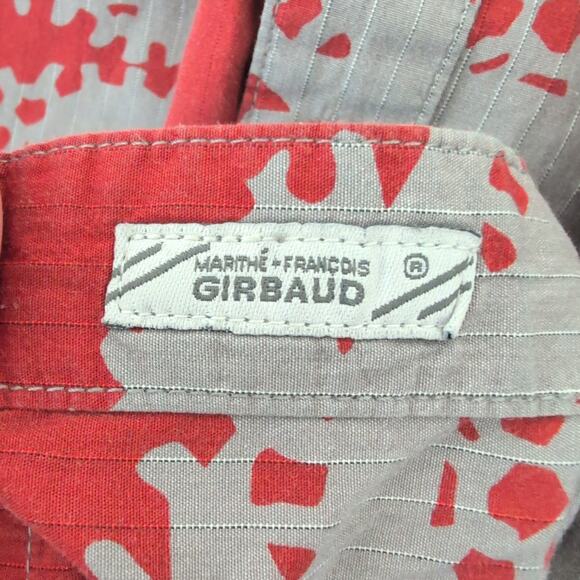 MARITHÉ + FRANÇOIS ®
GIRBAUD